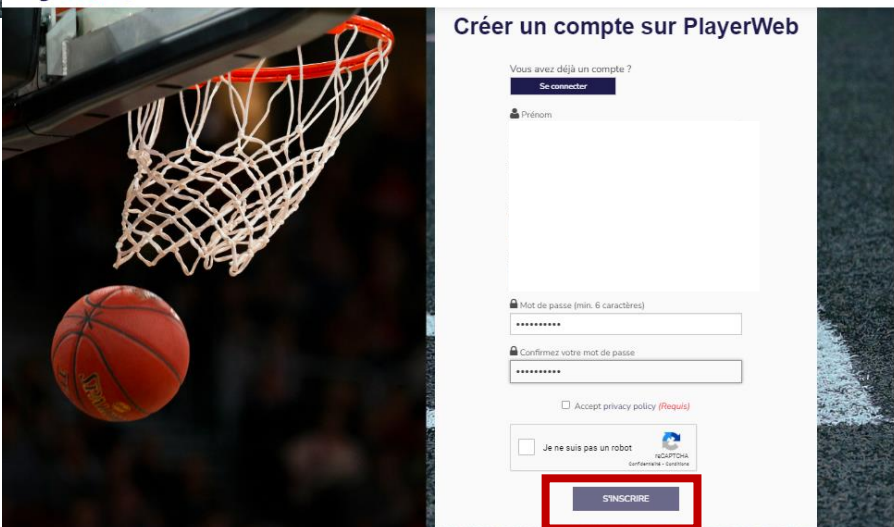 Créer un compte sur PlayerWeb
Vous avez déjà un compte ?
Se connecter
Prénom
Mot de passe (min. 6 caractères)
••••••••••
Confirmez votre mot de passe
••••••••••
Accept privacy policy (Requis)
Je ne suis pas un robot
reCAPTCHA
Confidentialité - Conditions
S'INSCRIRE